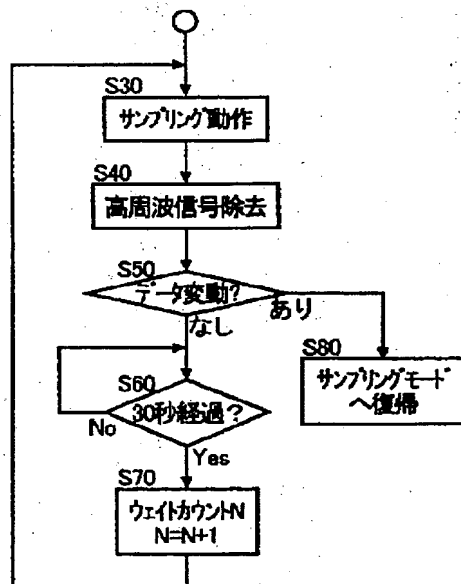 S30
サンプリング動作
S40
高周波信号除去
S50
データ変動?
あり
なし
S80
サンプリングモード
へ復帰
S60
30秒経過?
No
Yes
S70
ウェイトカウントN
N=N+1